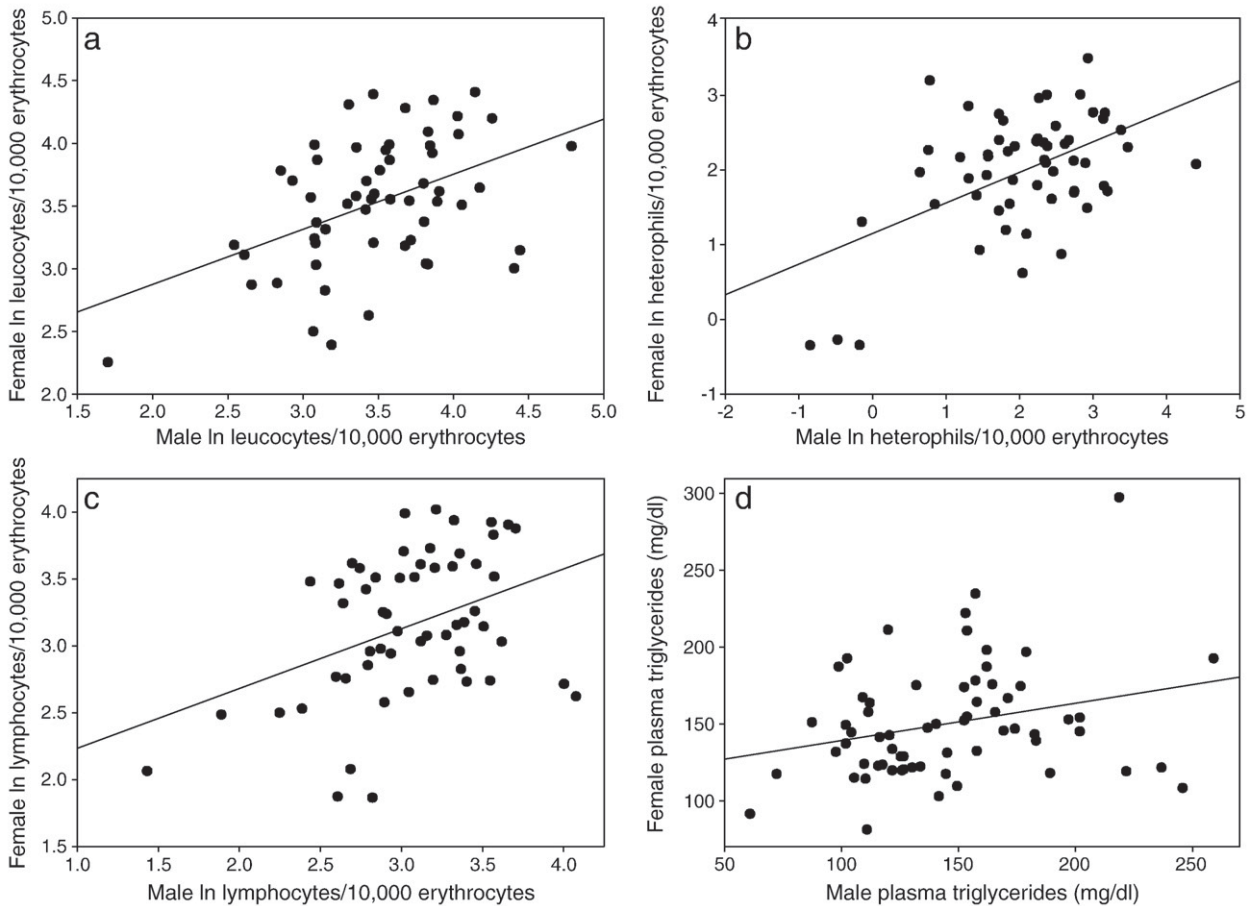 a
Female ln leucocytes/10,000 erythrocytes
5.0
4.5
4.0
3.5
3.0
2.5
2.0
1.5 2.0 2.5 3.0 3.5 4.0 4.5 5.0
Male ln leucocytes/10,000 erythrocytes
b
Female ln heterophils/10,000 erythrocytes
4
3
2
1
0
-1
-2 -1 0 1 2 3 4 5
Male ln heterophils/10,000 erythrocytes
c
Female ln lymphocytes/10,000 erythrocytes
4.0
3.5
3.0
2.5
2.0
1.5
1.0 1.5 2.0 2.5 3.0 3.5 4.0
Male ln lymphocytes/10,000 erythrocytes
d
Female plasma triglycerides (mg/dl)
300
250
200
150
100
50 100 150 200 250
Male plasma triglycerides (mg/dl)